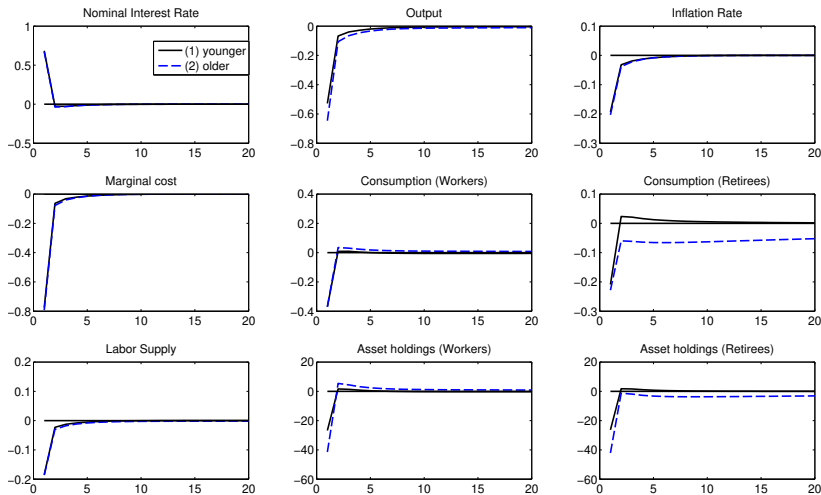 Nominal Interest Rate
1
0.5
0
−0.5
0 5 10 15 20
(1) younger
(2) older
Output
0
−0.2
−0.4
−0.6
−0.8
0 5 10 15 20
Inflation Rate
0.1
0
−0.1
−0.2
−0.3
0 5 10 15 20
Marginal cost
0
−0.2
−0.4
−0.6
−0.8
0 5 10 15 20
Consumption (Workers)
0.4
0.2
0
−0.2
−0.4
0 5 10 15 20
Consumption (Retirees)
0.1
0
−0.1
−0.2
−0.3
0 5 10 15 20
Labor Supply
0.2
0.1
0
−0.1
−0.2
0 5 10 15 20
Asset holdings (Workers)
20
0
−20
−40
−60
0 5 10 15 20
Asset holdings (Retirees)
20
0
−20
−40
−60
0 5 10 15 20